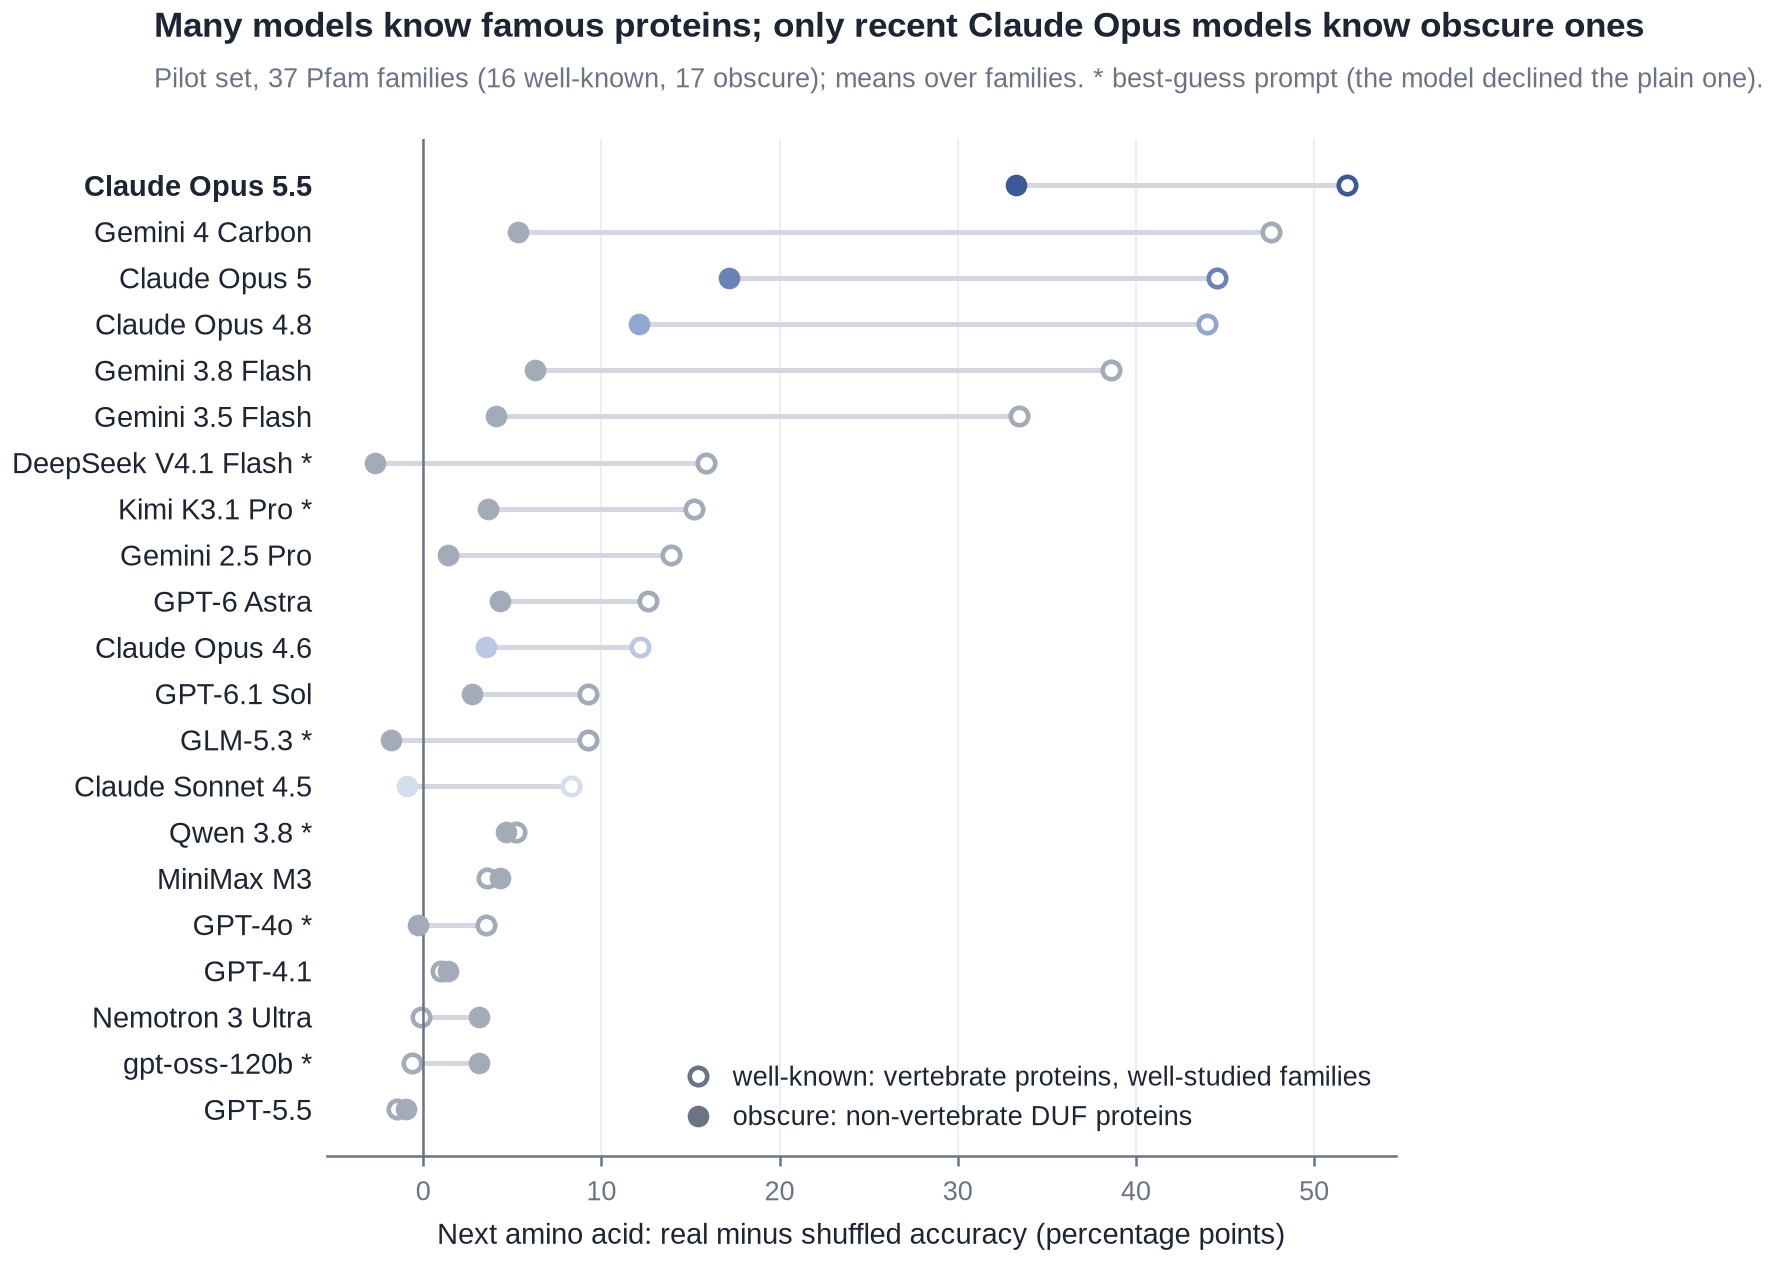 Many models know famous proteins; only recent Claude Opus models know obscure ones
Pilot set, 37 Pfam families (16 well-known, 17 obscure); means over families. * best-guess prompt (the model declined the plain one).
Claude Opus 5.5
Gemini 4 Carbon
Claude Opus 5
Claude Opus 4.8
Gemini 3.8 Flash
Gemini 3.5 Flash
DeepSeek V4.1 Flash *
Kimi K3.1 Pro *
Gemini 2.5 Pro
GPT-6 Astra
Claude Opus 4.6
GPT-6.1 Sol
GLM-5.3 *
Claude Sonnet 4.5
Qwen 3.8 *
MiniMax M3
GPT-4o *
GPT-4.1
Nemotron 3 Ultra
gpt-oss-120b *
GPT-5.5
well-known: vertebrate proteins, well-studied families
obscure: non-vertebrate DUF proteins
0 10 20 30 40 50
Next amino acid: real minus shuffled accuracy (percentage points)